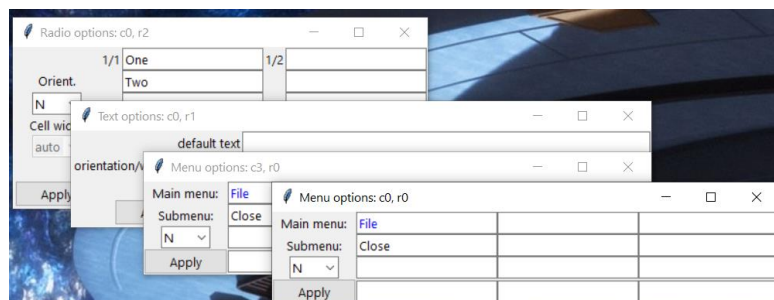 Radio options: c0, r2
1/1 One 1/2
Orient. Two
N
Cell wid
auto
Apply
Text options: c0, r1
default text
orientation/w
Menu options: c3, r0
Main menu: File
Submenu: Close
N
Apply
Menu options: c0, r0
Main menu: File
Submenu: Close
N
Apply